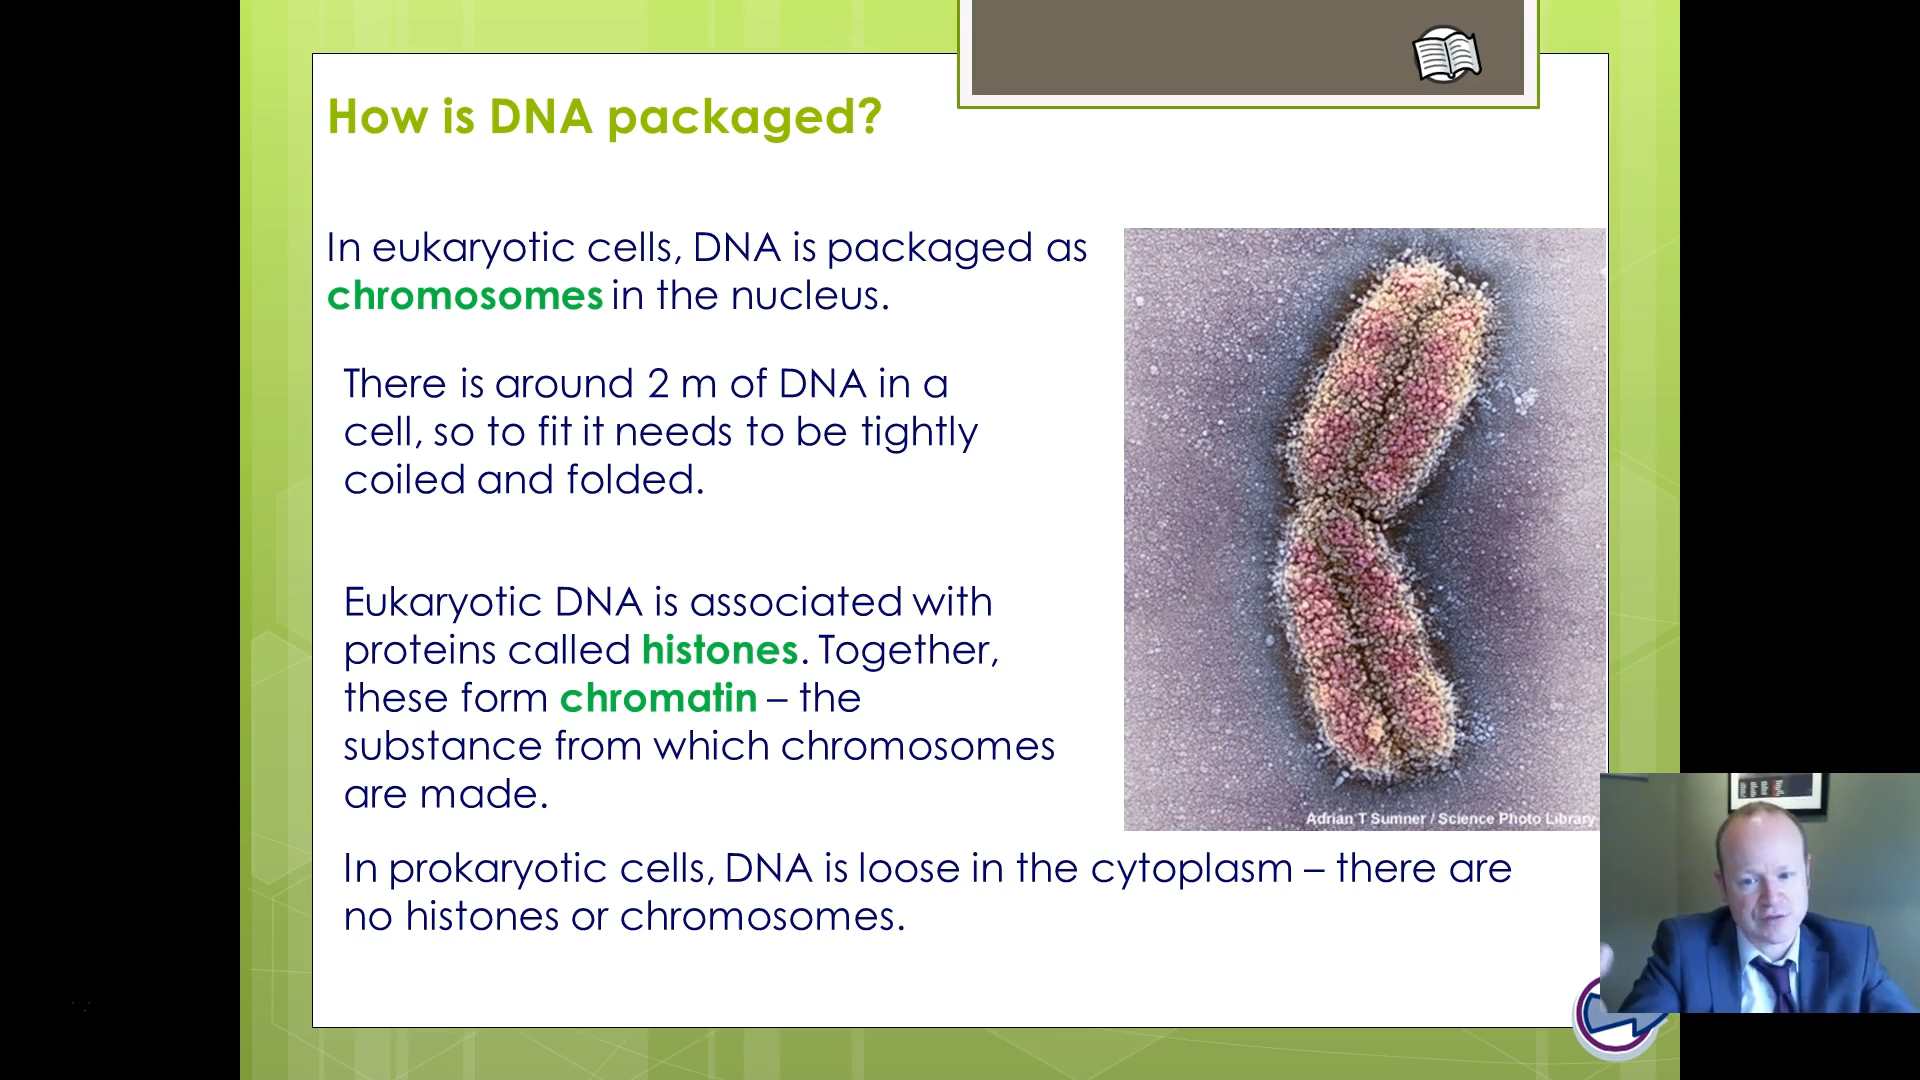 How is DNA packaged?
In eukaryotic cells, DNA is packaged as
chromosomes in the nucleus.
There is around 2 m of DNA in a
cell, so to fit it needs to be tightly
coiled and folded.
Eukaryotic DNA is associated with
proteins called histones. Together,
these form chromatin – the
substance from which chromosomes
are made.
Adrian T Sumner / Science Photo Library
In prokaryotic cells, DNA is loose in the cytoplasm – there are
no histones or chromosomes.